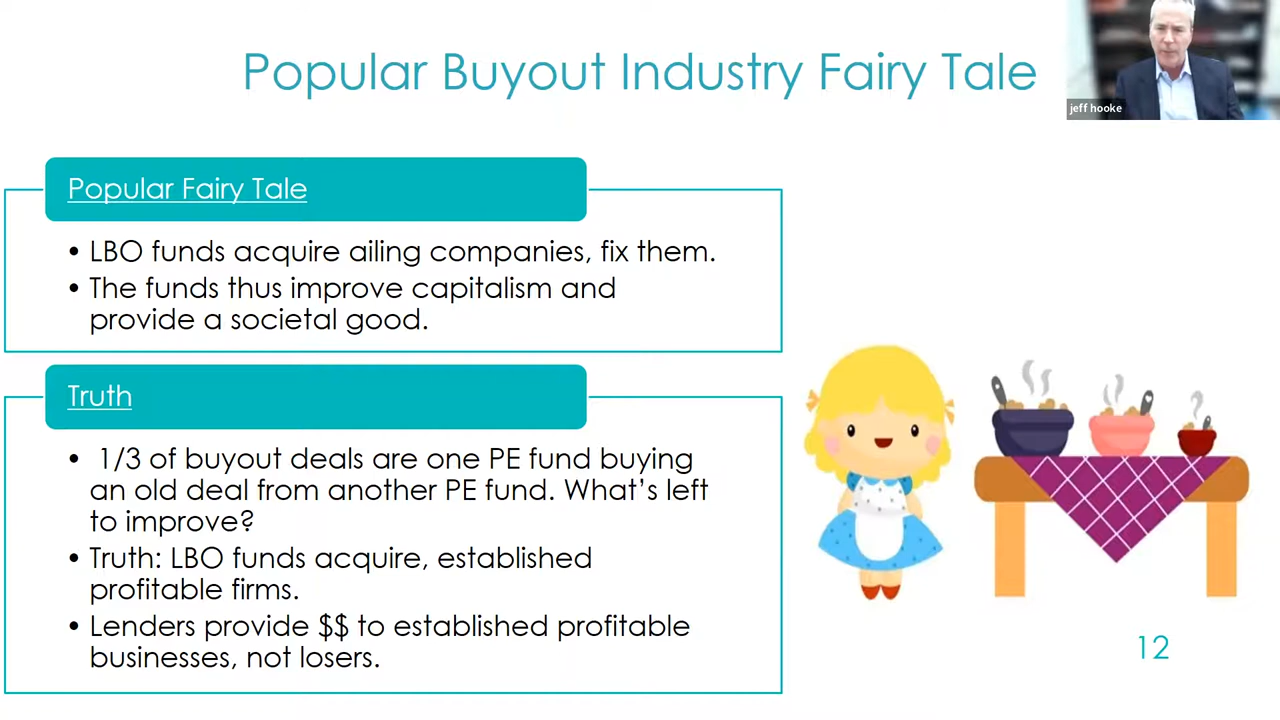 Popular Buyout Industry Fairy Tale
jeff hooke
Popular Fairy Tale
• LBO funds acquire ailing companies, fix them.
• The funds thus improve capitalism and
provide a societal good.
Truth
• 1/3 of buyout deals are one PE fund buying
an old deal from another PE fund. What's left
to improve?
• Truth: LBO funds acquire, established
profitable firms.
• Lenders provide $$ to established profitable
businesses, not losers.
12